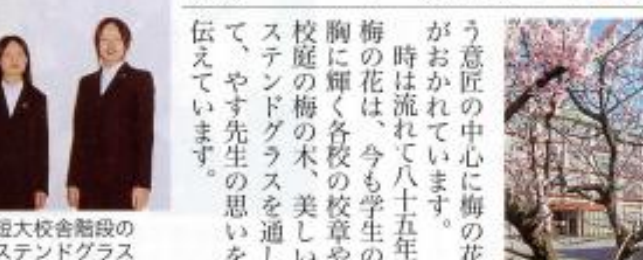 う意匠の中心に梅の花
がおかれています。
時は流れて八十五年
梅の花は、今も学生の
胸に輝く各校の校章や
校庭の梅の木、美しい
ステンドグラスを通し
て、やす先生の思いを
伝えています。
短大校舎階段の
ステンドグラス